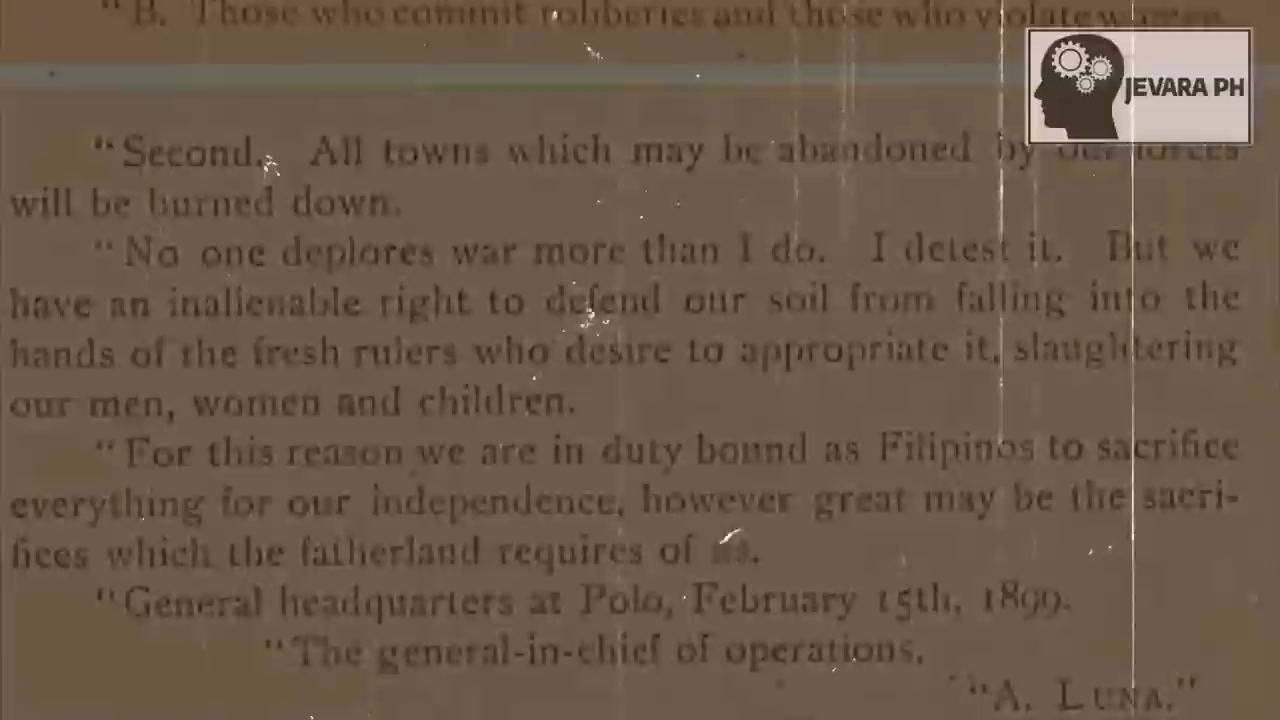 "B. Those who commit robberies and those who violate women.
JEVARA PH
"Second. All towns which may be abandoned by our forces
will be burned down.
"No one deplores war more than I do. I detest it. But we
have an inalienable right to defend our soil from falling into the
hands of the fresh rulers who desire to appropriate it, slaughtering
our men, women and children.
"For this reason we are in duty bound as Filipinos to sacrifice
everything for our independence, however great may be the sacri-
fices which the fatherland requires of us.
"General headquarters at Polo, February 15th, 1899.
"The general-in-chief of operations,
"A. LUNA."